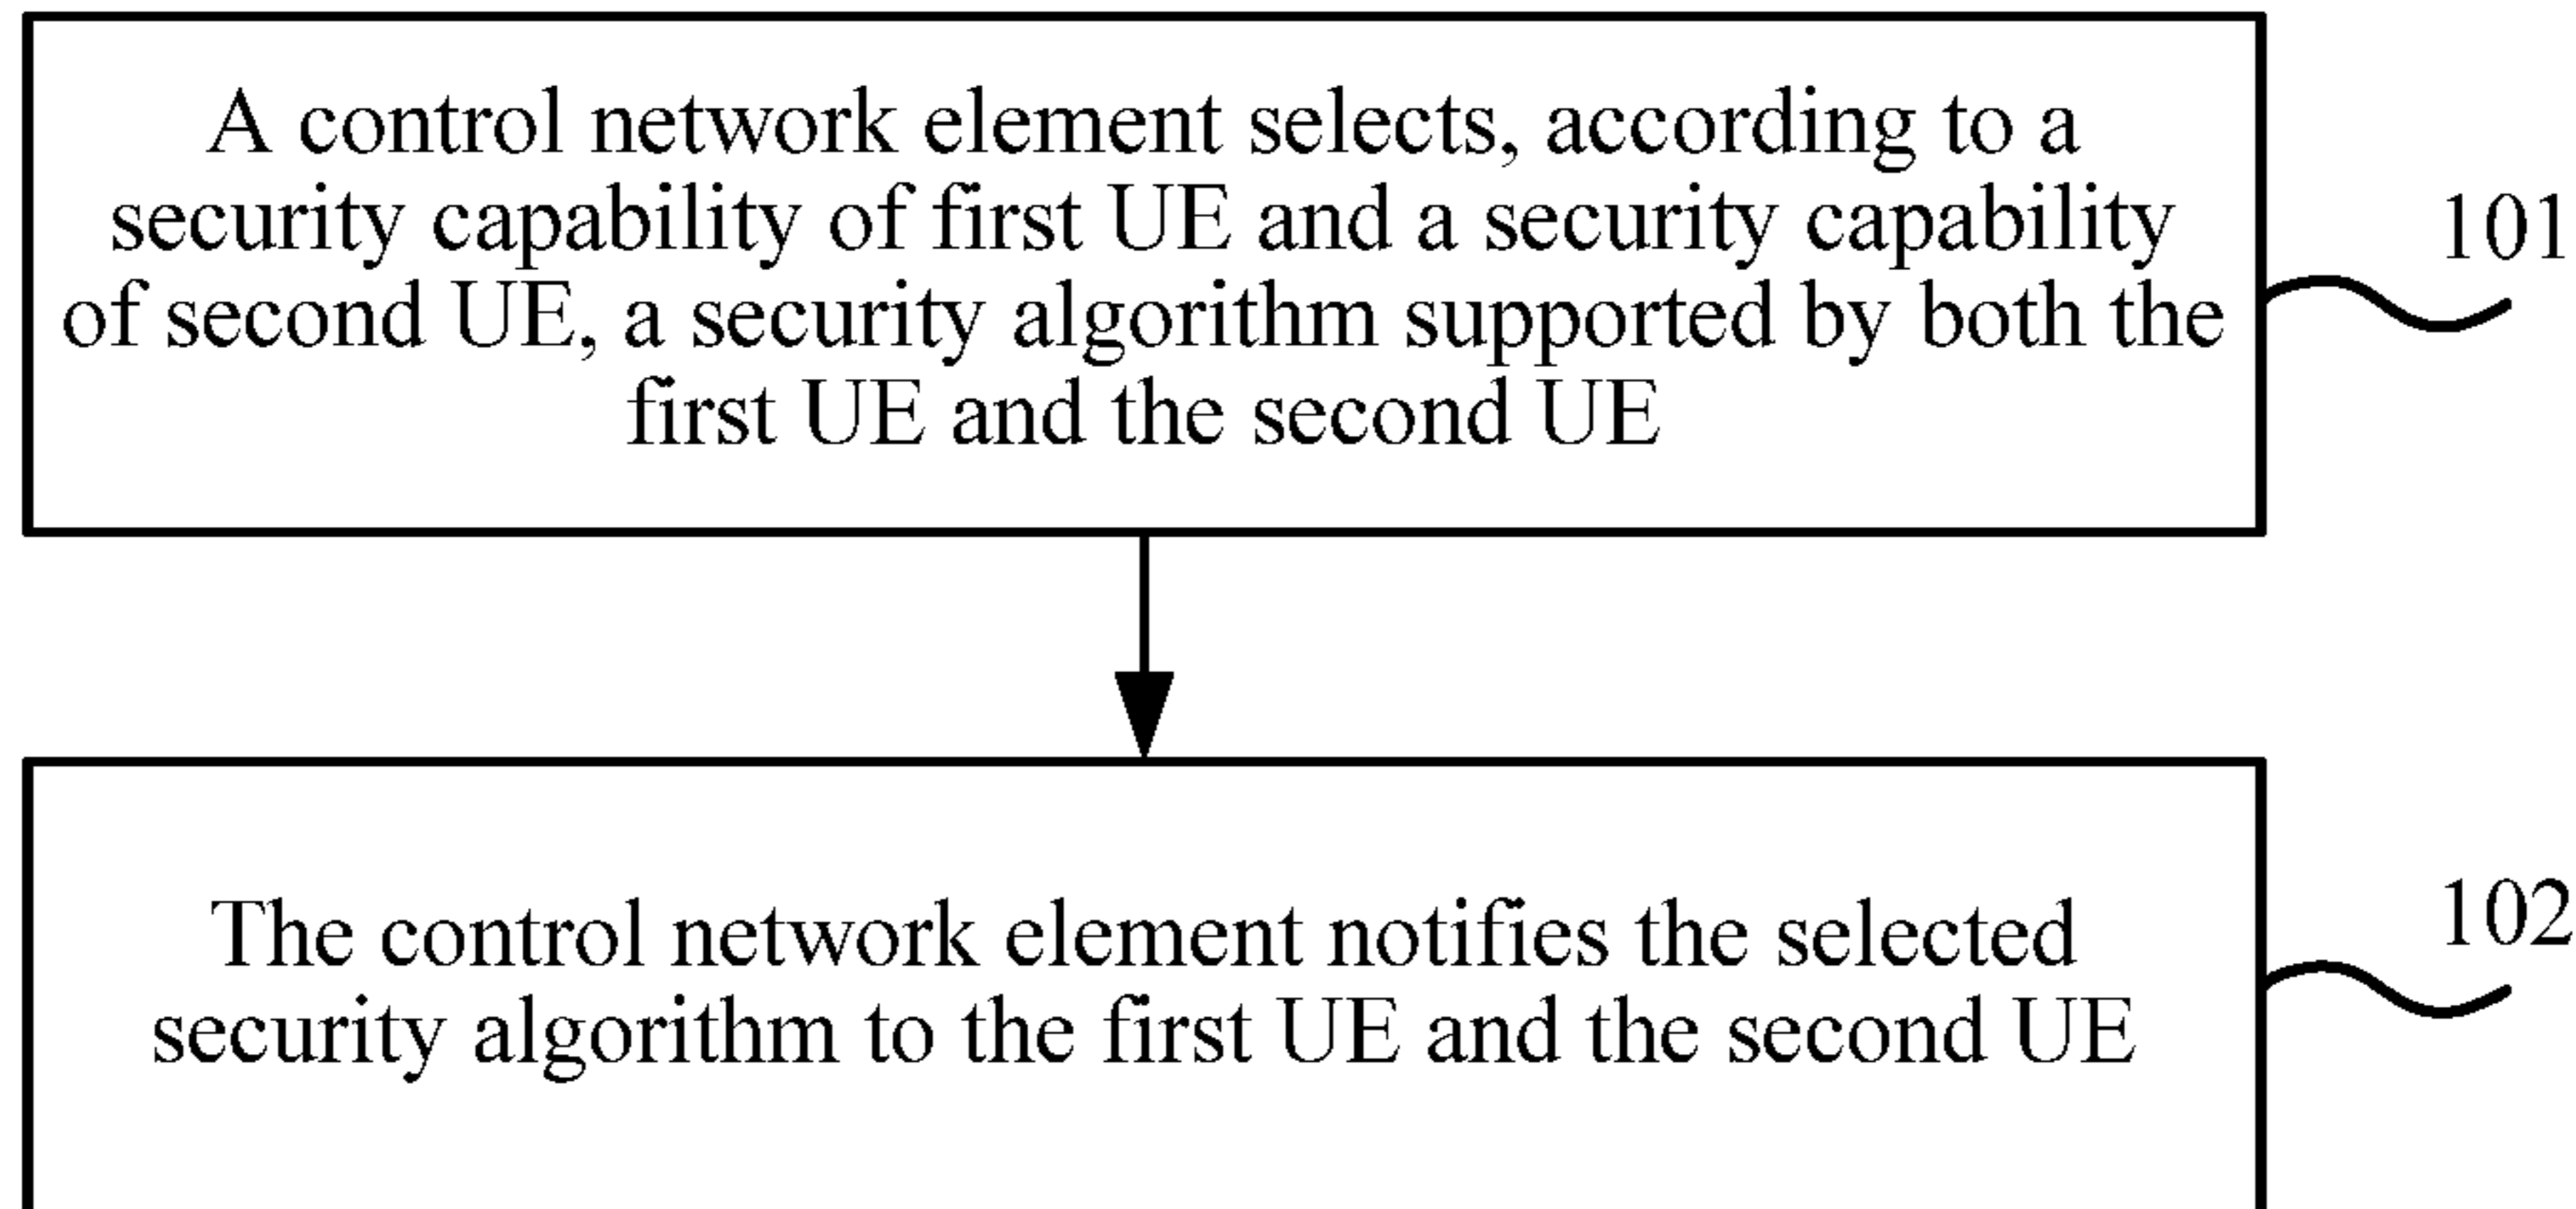 A control network element selects, according to a
security capability of first UE and a security capability
of second UE, a security algorithm supported by both the
first UE and the second UE
101
The control network element notifies the selected
security algorithm to the first UE and the second UE
102